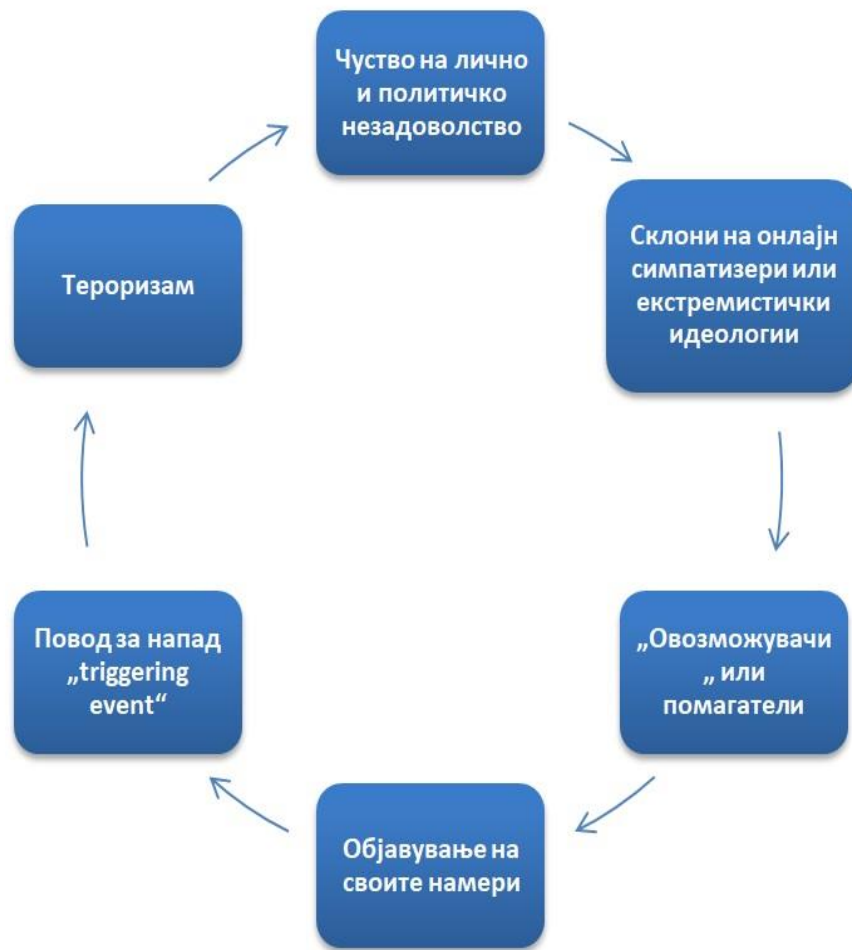 Чуство на лично
и политичко
незадоволство
Склони на онлајн
симпатизери или
екстремистички
идеологии
„Овозможувачи
„ или
помагатели
Објавување на
своите намери
Повод за напад
„triggering
event“
Тероризам